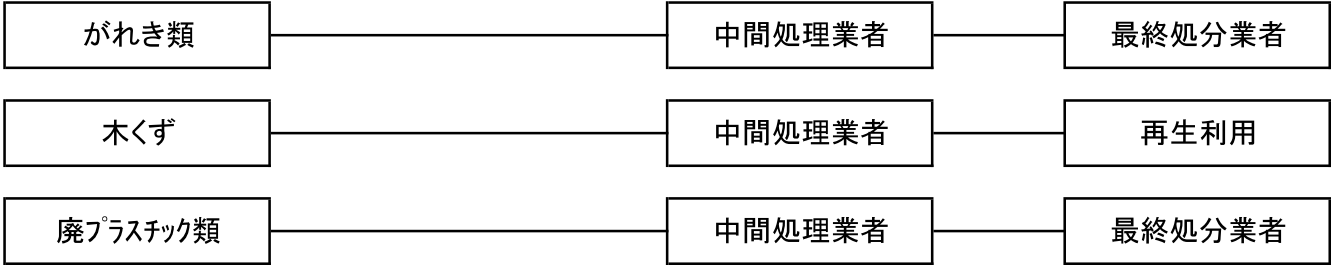 がれき類 中間処理業者 最終処分業者
木くず 中間処理業者 再生利用
廃ﾌﾟﾗｽﾁｯｸ類 中間処理業者 最終処分業者